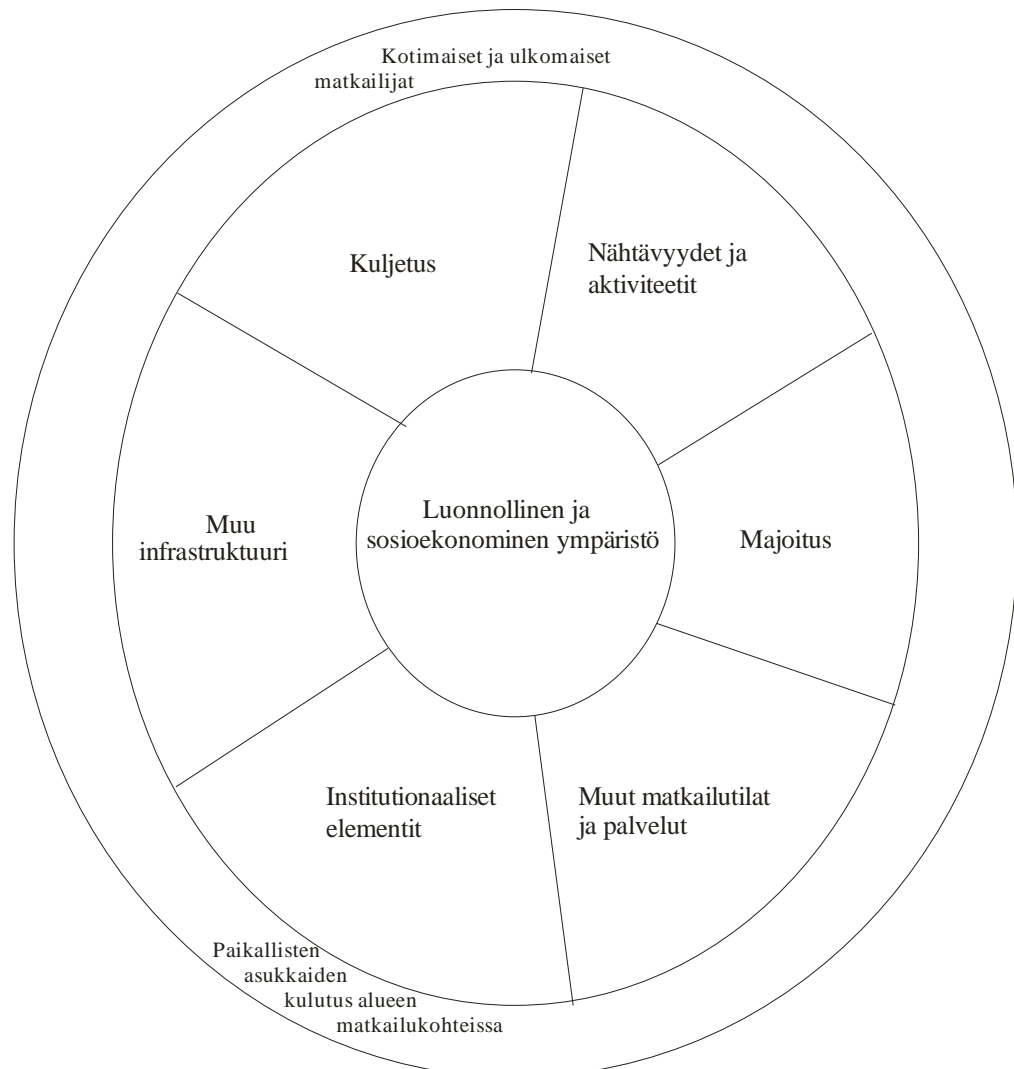 Kotimaiset ja ulkomaiset
matkailijat
Kuljetus
Nähtävyydet ja
aktiviteetit
Muu
infrastruktuuri
Luonnollinen ja
sosioekonominen ympäristö
Majoitus
Institutionaaliset
elementit
Muut matkailutilat
ja palvelut
Paikallisten
asukkaiden
kulutus alueen
matkailukohteissa